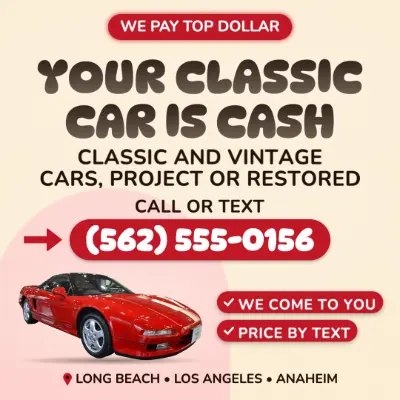 WE PAY TOP DOLLAR
YOUR CLASSIC
CAR IS CASH
CLASSIC AND VINTAGE
CARS, PROJECT OR RESTORED
CALL OR TEXT
(562) 555-0156
WE COME TO YOU
PRICE BY TEXT
LONG BEACH • LOS ANGELES • ANAHEIM